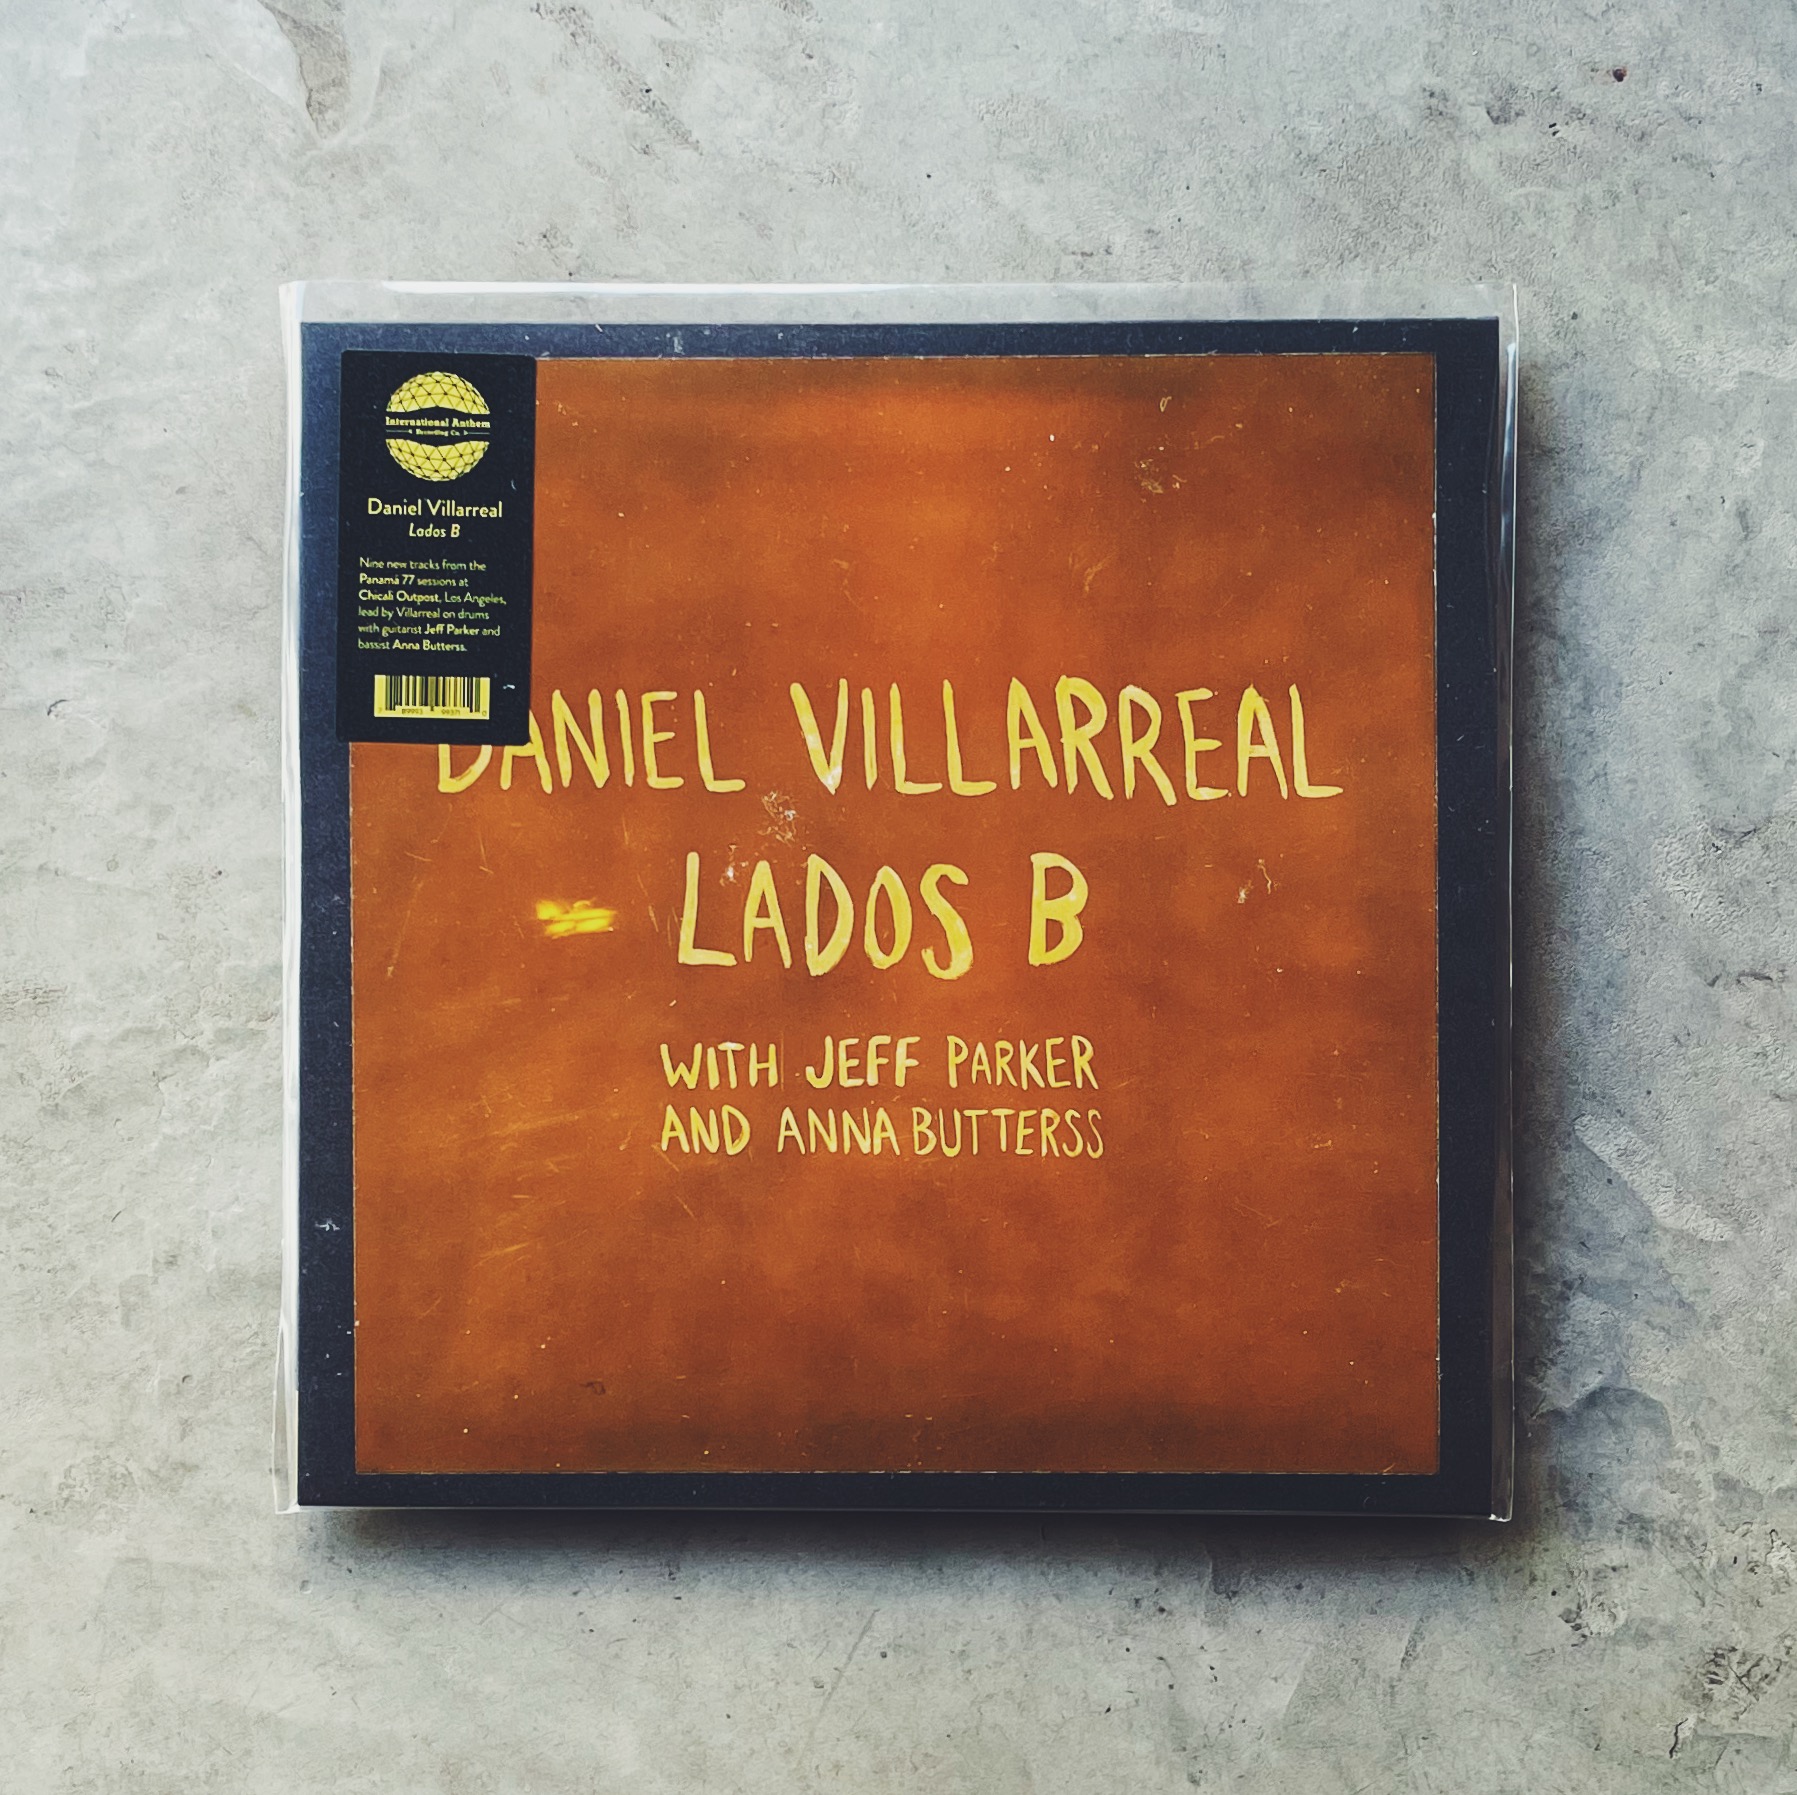 International Anthem
Recording Co.
Daniel Villarreal
Lados B
Nine new tracks from the
Panamá 77 sessions at
Chicali Outpost, Los Angeles,
lead by Villarreal on drums
with guitarist Jeff Parker and
bassist Anna Butterss.
DANIEL VILLARREAL
LADOS B
WITH JEFF PARKER
AND ANNA BUTTERSS